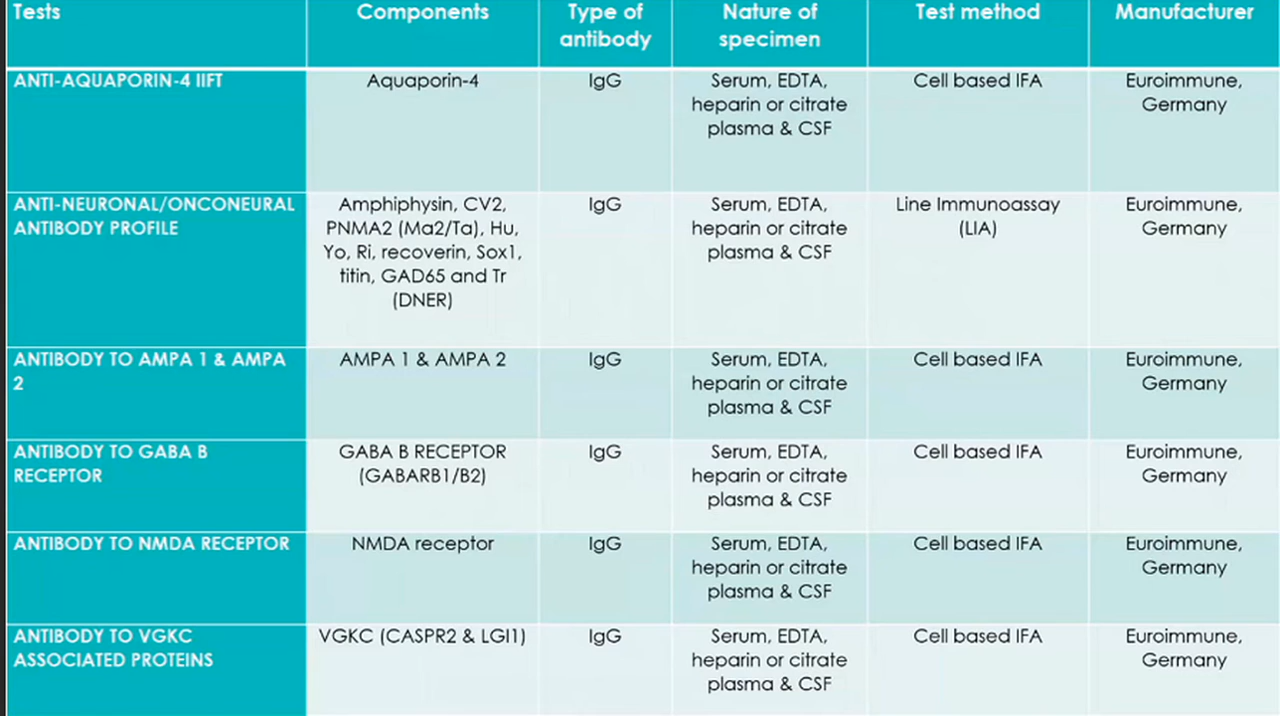 Tests
Components
Type of
antibody
Nature of
specimen
Test method
Manufacturer
ANTI-AQUAPORIN-4 IIFT
Aquaporin-4
IgG
Serum, EDTA,
heparin or citrate
plasma & CSF
Cell based IFA
Euroimmune,
Germany
ANTI-NEURONAL/ONCONEURAL
ANTIBODY PROFILE
Amphiphysin, CV2,
PNMA2 (Ma2/Ta), Hu,
Yo, Ri, recoverin, Sox1,
titin, GAD65 and Tr
(DNER)
IgG
Serum, EDTA,
heparin or citrate
plasma & CSF
Line Immunoassay
(LIA)
Euroimmune,
Germany
ANTIBODY TO AMPA 1 & AMPA
2
AMPA 1 & AMPA 2
IgG
Serum, EDTA,
heparin or citrate
plasma & CSF
Cell based IFA
Euroimmune,
Germany
ANTIBODY TO GABA B
RECEPTOR
GABA B RECEPTOR
(GABARB1/B2)
IgG
Serum, EDTA,
heparin or citrate
plasma & CSF
Cell based IFA
Euroimmune,
Germany
ANTIBODY TO NMDA RECEPTOR
NMDA receptor
IgG
Serum, EDTA,
heparin or citrate
plasma & CSF
Cell based IFA
Euroimmune,
Germany
ANTIBODY TO VGKC
ASSOCIATED PROTEINS
VGKC (CASPR2 & LGI1)
IgG
Serum, EDTA,
heparin or citrate
plasma & CSF
Cell based IFA
Euroimmune,
Germany